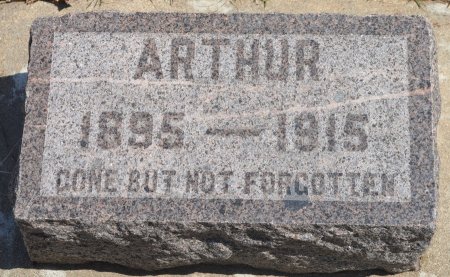 ARTHUR
1895 — 1915
GONE BUT NOT FORGOTTEN